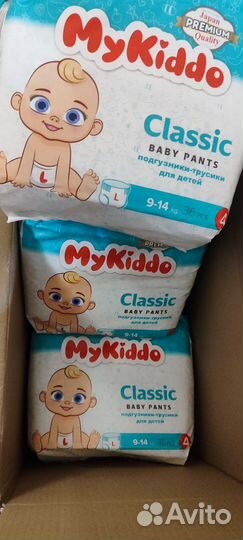 Japan
PREMIUM
Quality
MyKiddo
Classic
BABY PANTS
подгузники-трусики
для детей
L
L
9-14 kg 36 PCS 4
MyKiddo
Classic
BABY PANTS
подгузники-трусики
для детей
9-14
MyKiddo
Classic
BABY PANTS
подгузники-трусики
для детей
L
L
9-14
Avito